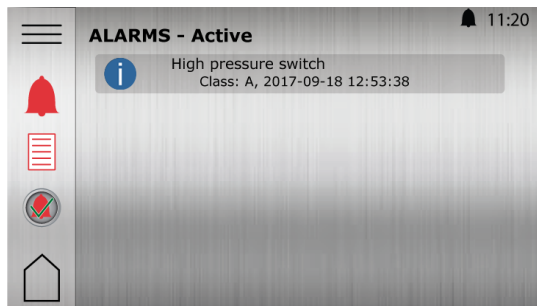 11:20
ALARMS - Active
High pressure switch
Class: A, 2017-09-18 12:53:38